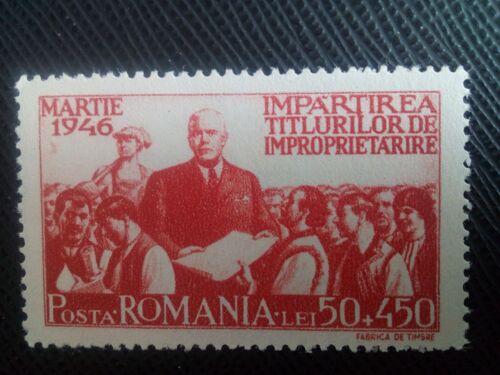 MARTIE
1946
IMPĂRTIREA
TITLURILOR DE
IMPROPRIETĂRIRE
POSTA·ROMANIA·LEI 50+450
FABRICA DE TIMBRE